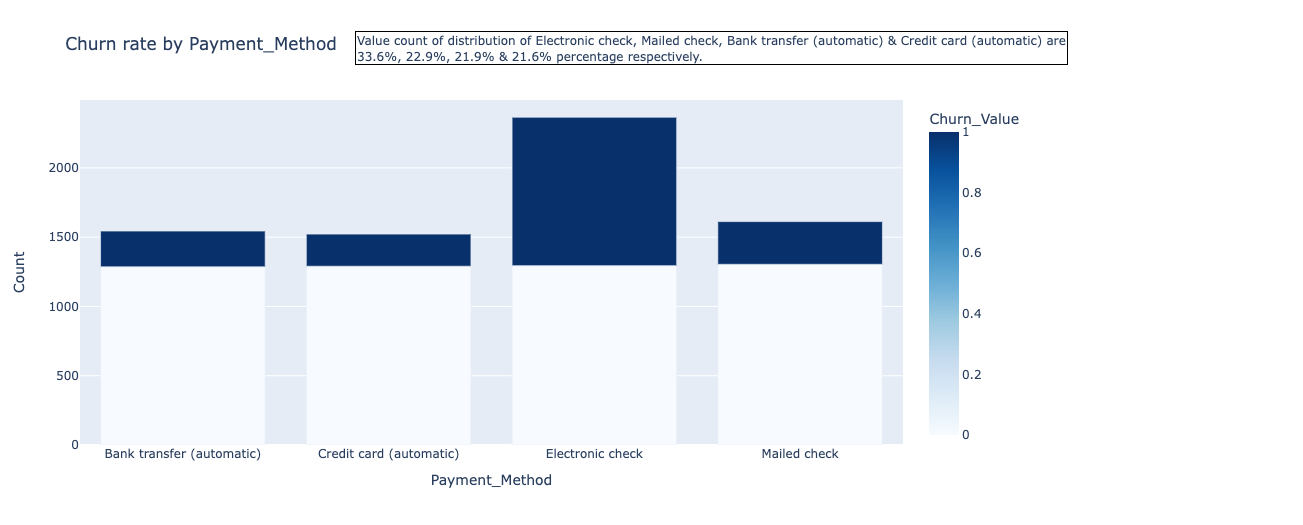 Churn rate by Payment_Method
Value count of distribution of Electronic check, Mailed check, Bank transfer (automatic) & Credit card (automatic) are
33.6%, 22.9%, 21.9% & 21.6% percentage respectively.
Churn_Value
1
0.8
0.6
0.4
0.2
0
Count
2000
1500
1000
500
0
Bank transfer (automatic)
Credit card (automatic)
Electronic check
Mailed check
Payment_Method